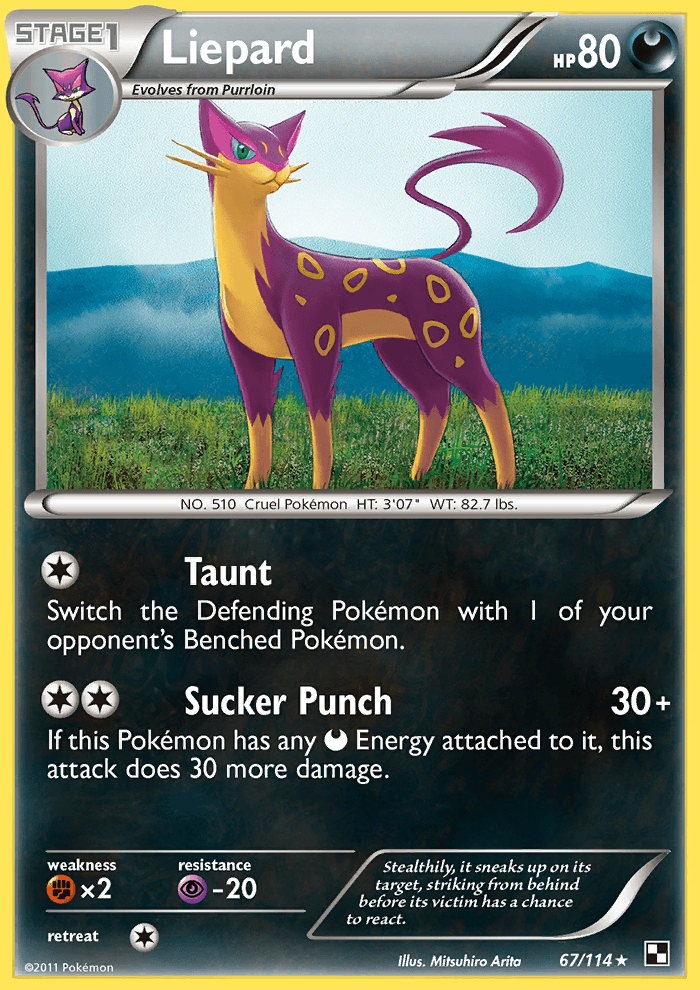 STAGE1
Liepard
HP80
Evolves from Purrloin
NO. 510 Cruel Pokémon HT: 3'07" WT: 82.7 lbs.
Taunt
Switch the Defending Pokémon with 1 of your
opponent's Benched Pokémon.
Sucker Punch 30+
If this Pokémon has any Energy attached to it, this
attack does 30 more damage.
weakness
×2
resistance
-20
retreat
Stealthily, it sneaks up on its
target, striking from behind
before its victim has a chance
to react.
Illus. Mitsuhiro Arita 67/114★
©2011 Pokémon